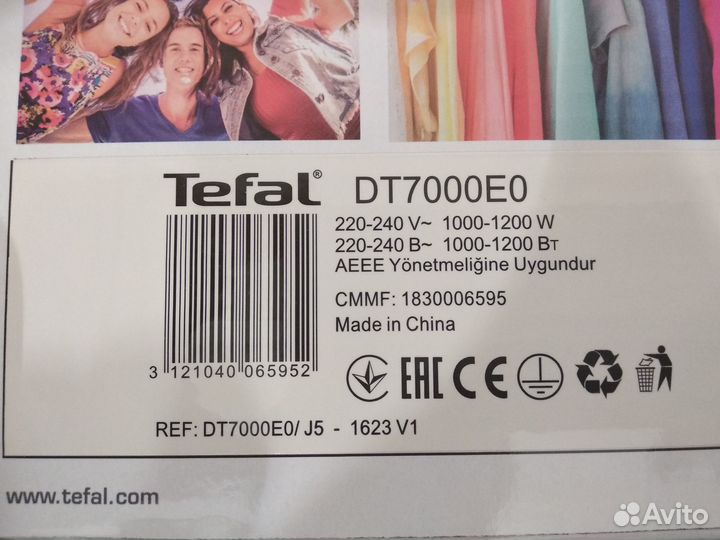 Tefal® DT7000E0
220-240 V~ 1000-1200 W
220-240 В~ 1000-1200 Вт
AEEE Yönetmeliğine Uygundur
CMMF: 1830006595
Made in China
3 121040 065952
EAC CE
REF: DT7000E0/ J5 - 1623 V1
www.tefal.com
Avito